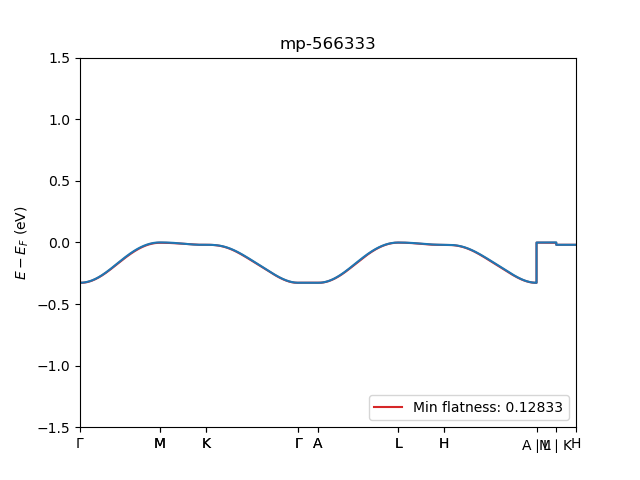 mp-566333
1.5
1.0
0.5
0.0
−0.5
−1.0
−1.5
E − E_F (eV)
Min flatness: 0.12833
Γ M K Γ A L H A | L | K H